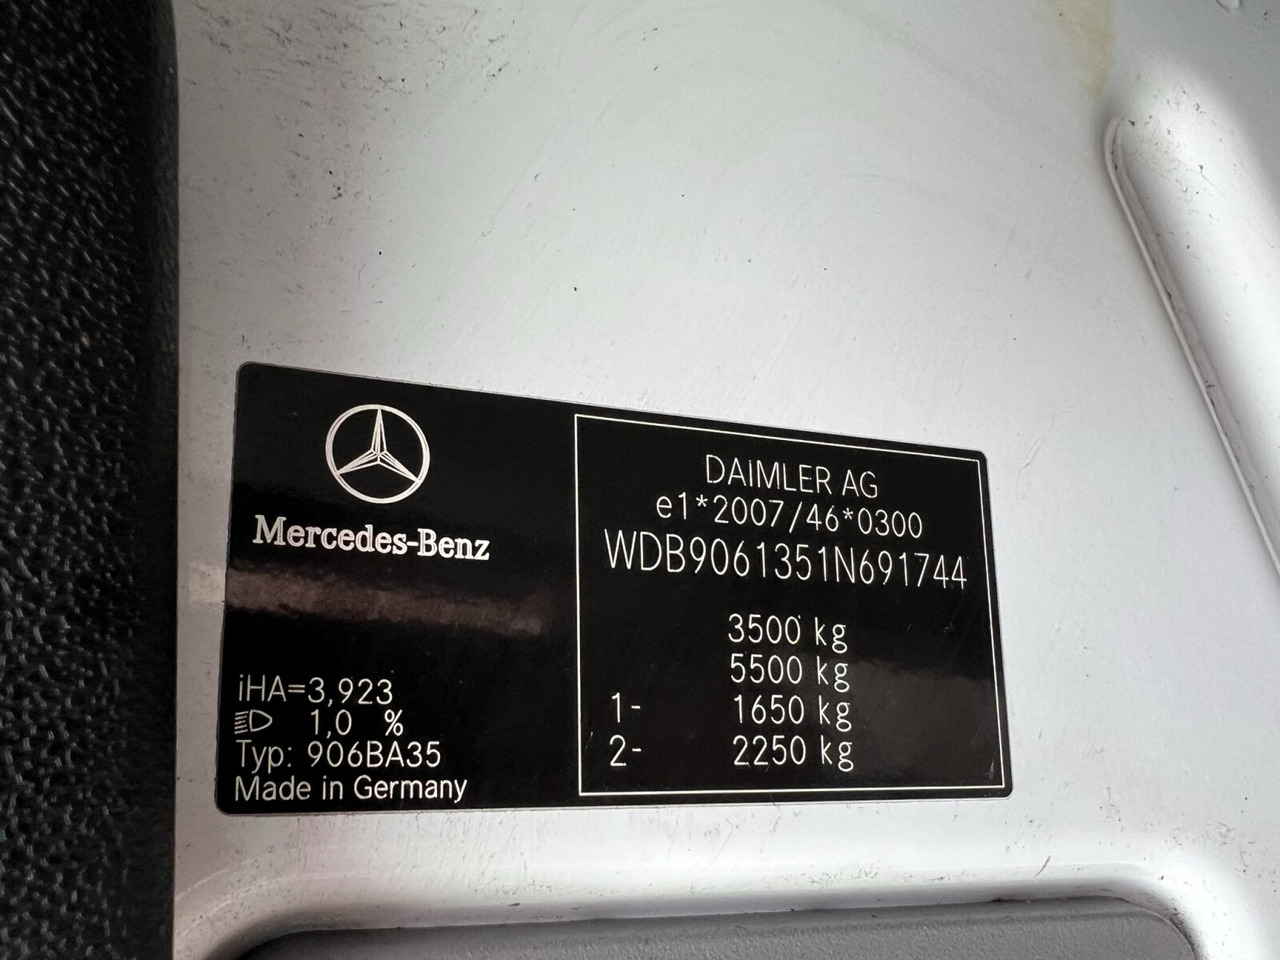 Mercedes-Benz
iHA=3,923
1,0 %
Typ: 906BA35
Made in Germany
DAiMLER AG
e1*2007/46*0300
WDB9061351N691744
3500 kg
5500 kg
1- 1650 kg
2- 2250 kg